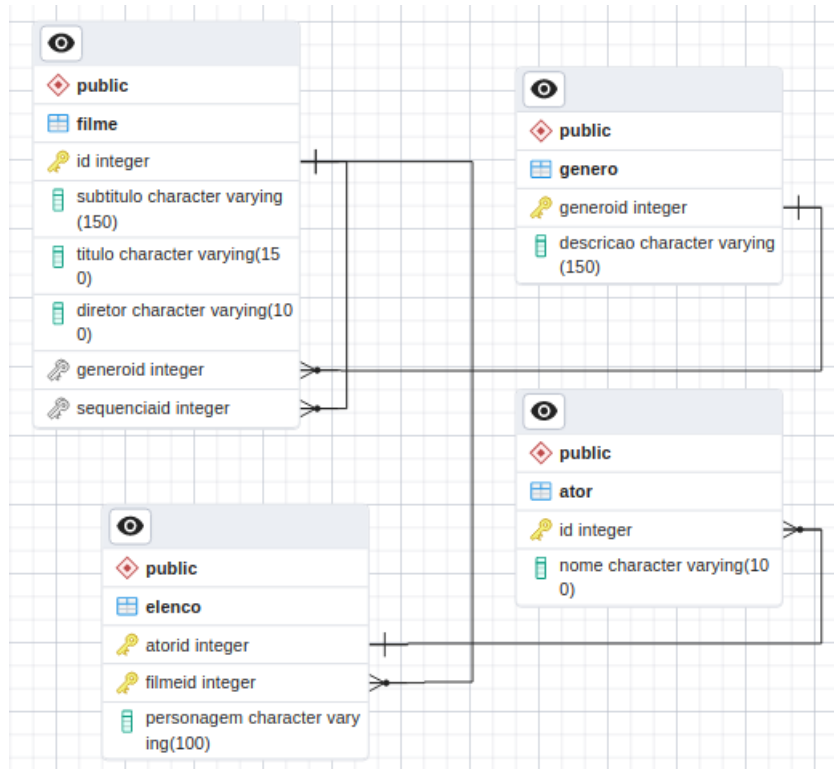 public
filme
id integer
subtitulo character varying
(150)
titulo character varying(15
0)
diretor character varying(10
0)
generoid integer
sequenciaid integer
public
genero
generoid integer
descricao character varying
(150)
public
ator
id integer
nome character varying(10
0)
public
elenco
atorid integer
filmeid integer
personagem character vary
ing(100)